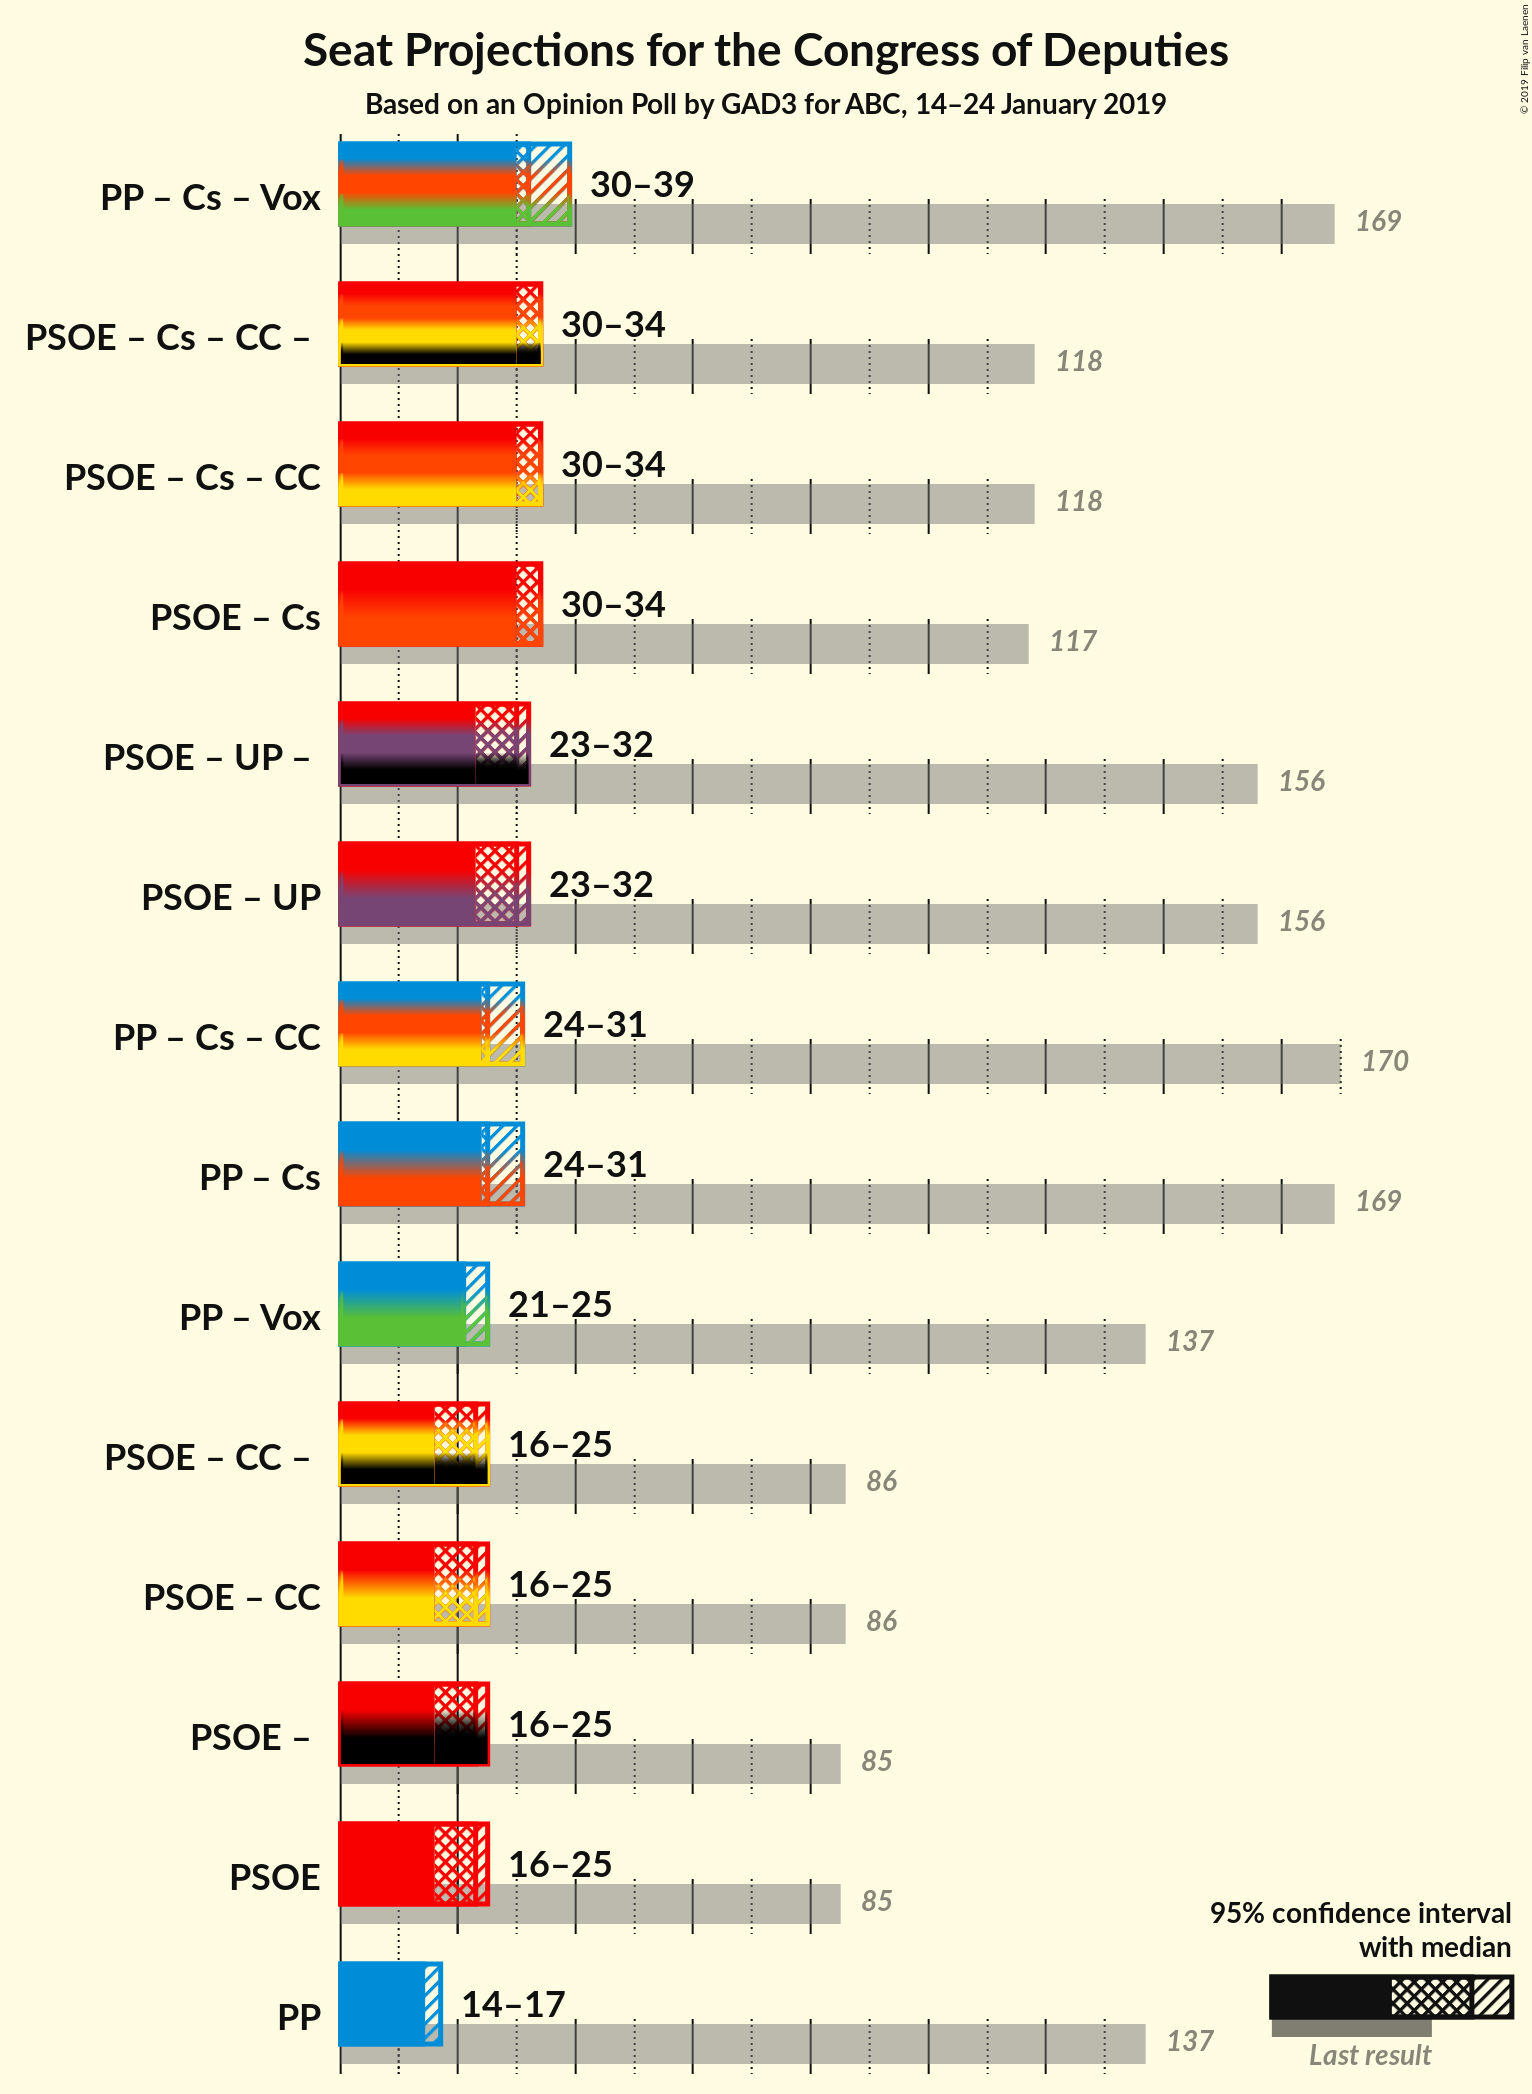 Seat Projections for the Congress of Deputies
Based on an Opinion Poll by GAD3 for ABC, 14–24 January 2019
© 2019 Filip van Laenen
PP – Cs – Vox
30–39
169
PSOE – Cs – CC –
30–34
118
PSOE – Cs – CC
30–34
118
PSOE – Cs
30–34
117
PSOE – UP –
23–32
156
PSOE – UP
23–32
156
PP – Cs – CC
24–31
170
PP – Cs
24–31
169
PP – Vox
21–25
137
PSOE – CC –
16–25
86
PSOE – CC
16–25
86
PSOE –
16–25
85
PSOE
16–25
85
PP
14–17
137
95% confidence interval
with median
Last result